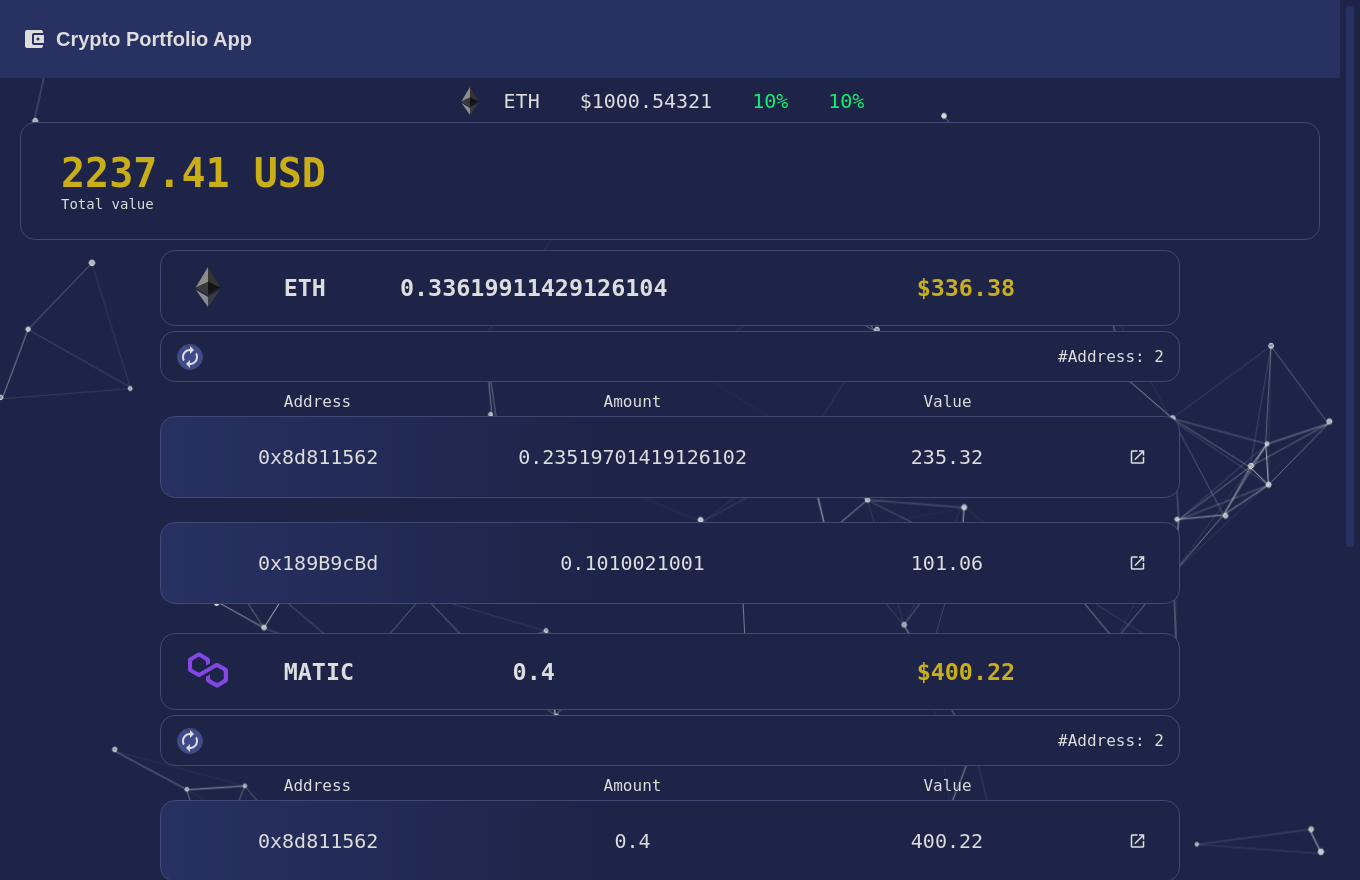 Crypto Portfolio App
ETH $1000.54321 10% 10%
2237.41 USD
Total value
ETH 0.33619911429126104 $336.38
#Address: 2
Address Amount Value
0x8d811562 0.23519701419126102 235.32
0x189B9cBd 0.1010021001 101.06
MATIC 0.4 $400.22
#Address: 2
Address Amount Value
0x8d811562 0.4 400.22